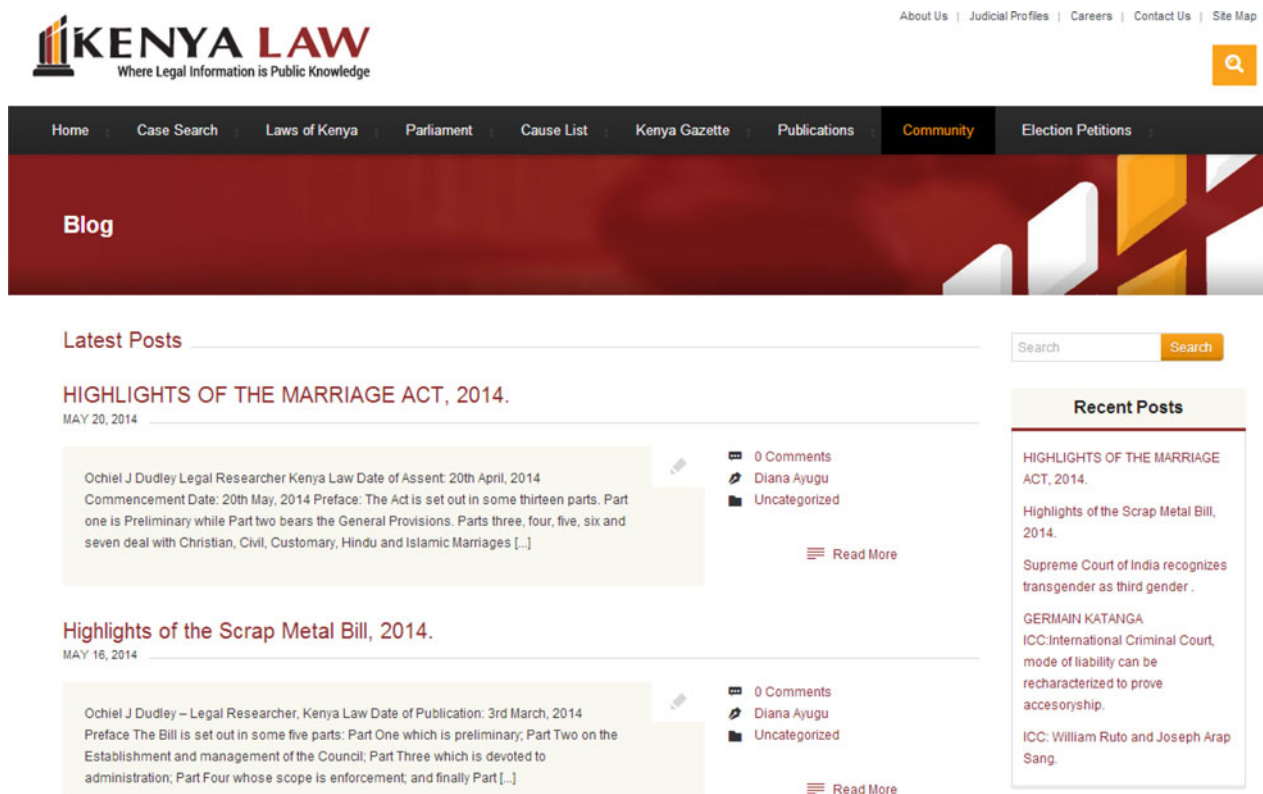 About Us | Judicial Profiles | Careers | Contact Us | Site Map
KENYA LAW
Where Legal Information is Public Knowledge
Home Case Search Laws of Kenya Parliament Cause List Kenya Gazette Publications Community Election Petitions
Blog
Latest Posts
HIGHLIGHTS OF THE MARRIAGE ACT, 2014.
MAY 20, 2014
Ochiel J Dudley Legal Researcher Kenya Law Date of Assent: 20th April, 2014
Commencement Date: 20th May, 2014 Preface: The Act is set out in some thirteen parts. Part
one is Preliminary while Part two bears the General Provisions. Parts three, four, five, six and
seven deal with Christian, Civil, Customary, Hindu and Islamic Marriages [...]
0 Comments
Diana Ayugu
Uncategorized
Read More
Highlights of the Scrap Metal Bill, 2014.
MAY 16, 2014
Ochiel J Dudley – Legal Researcher, Kenya Law Date of Publication: 3rd March, 2014
Preface The Bill is set out in some five parts: Part One which is preliminary; Part Two on the
Establishment and management of the Council; Part Three which is devoted to
administration; Part Four whose scope is enforcement; and finally Part [...]
0 Comments
Diana Ayugu
Uncategorized
Read More
Search Search
Recent Posts
HIGHLIGHTS OF THE MARRIAGE
ACT, 2014.
Highlights of the Scrap Metal Bill,
2014.
Supreme Court of India recognizes
transgender as third gender .
GERMAIN KATANGA
ICC:International Criminal Court,
mode of liability can be
recharacterized to prove
accesoryship.
ICC: William Ruto and Joseph Arap
Sang.